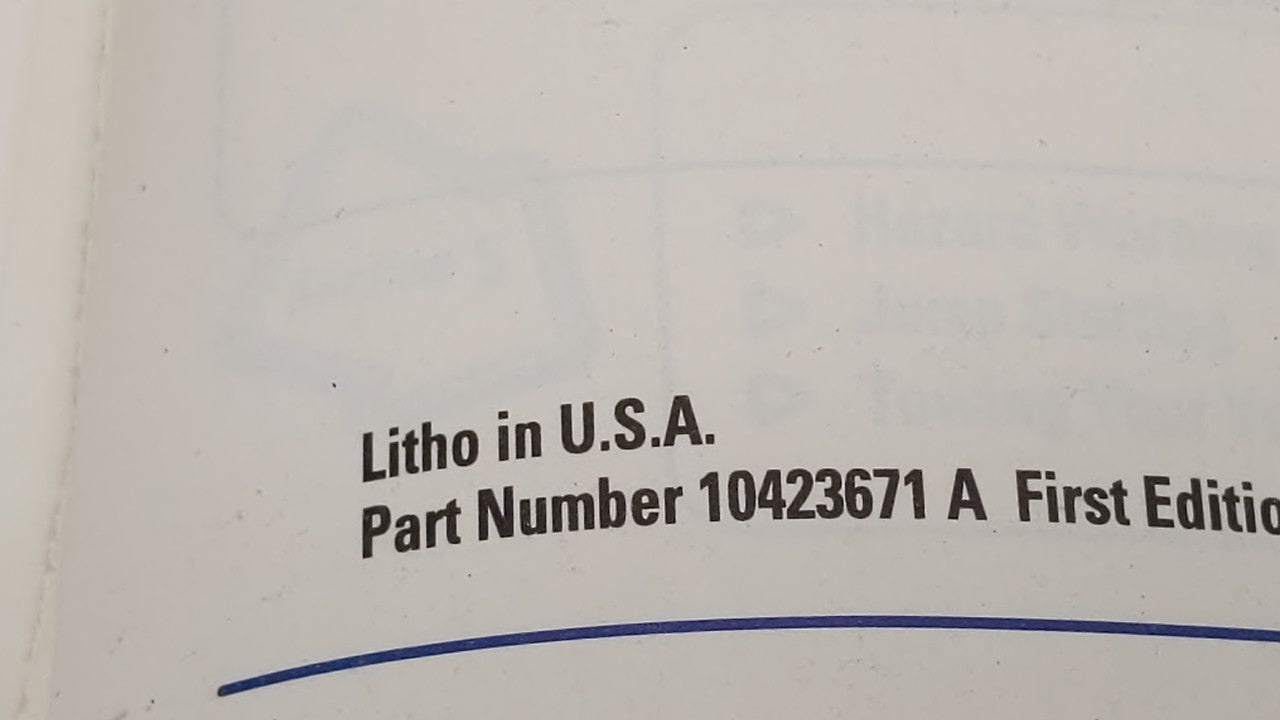 Litho in U.S.A.
Part Number 10423671 A First Editio